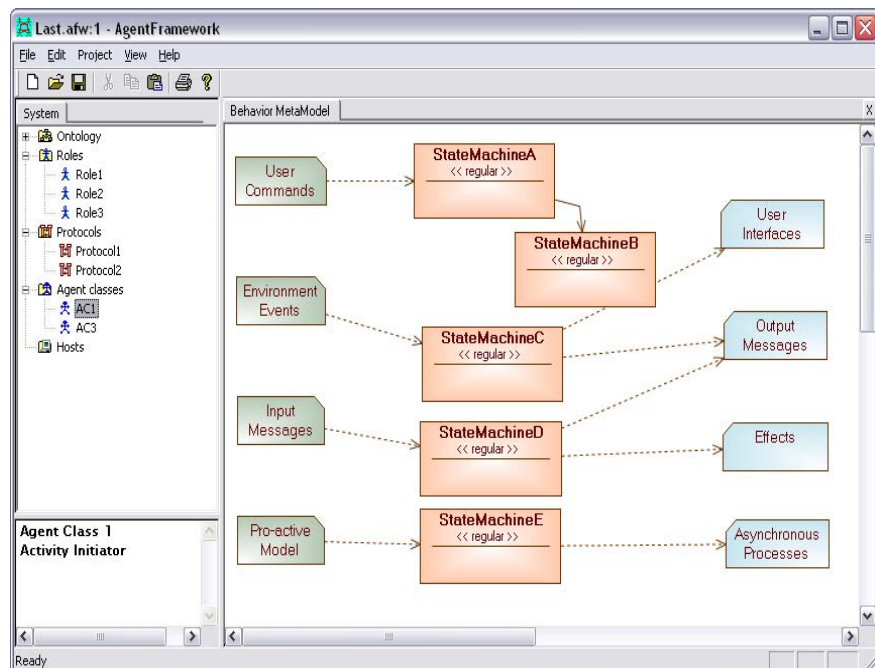 Last.afw:1 - AgentFramework
File Edit Project View Help
System
Ontology
Roles
Role1
Role2
Role3
Protocols
Protocol1
Protocol2
Agent classes
AC1
AC3
Hosts
Agent Class 1
Activity Initiator
Behavior MetaModel
X
User
Commands
StateMachineA
<< regular >>
StateMachineB
<< regular >>
User
Interfaces
Environment
Events
StateMachineC
<< regular >>
Output
Messages
Input
Messages
StateMachineD
<< regular >>
Effects
Pro-active
Model
StateMachineE
<< regular >>
Asynchronous
Processes
Ready